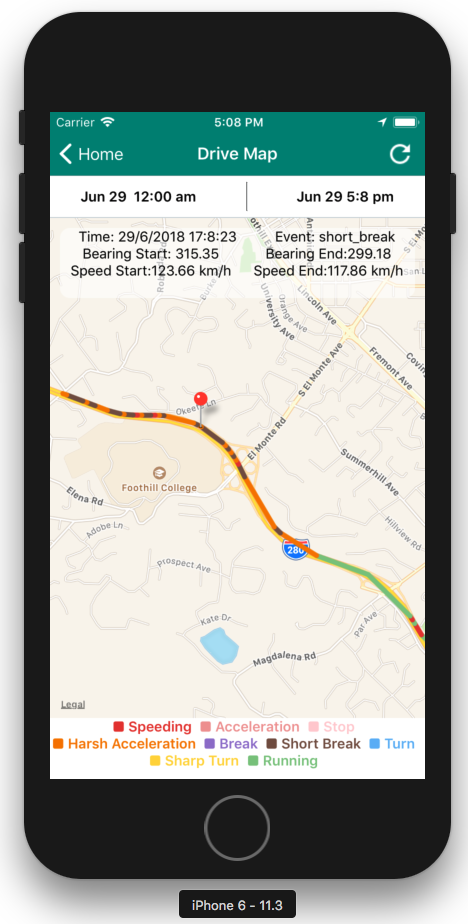 Carrier 5:08 PM
Home Drive Map
Jun 29 12:00 am Jun 29 5:8 pm
Time: 29/6/2018 17:8:23 Event: short_break
Bearing Start: 315.35 Bearing End:299.18
Speed Start:123.66 km/h Speed End:117.86 km/h
University Ave
Orange Ave
Lincoln Ave
S El Monte Ave
Fremont Ave
Okeefe Ln
El Monte Rd
Summerhill Ave
Foothill College
Elena Rd
Adobe Ln
Hillview Rd
280
Prospect Ave
Kate Dr
Par Ave
Magdalena Rd
Legal
Speeding Acceleration Stop
Harsh Acceleration Break Short Break Turn
Sharp Turn Running
iPhone 6 - 11.3